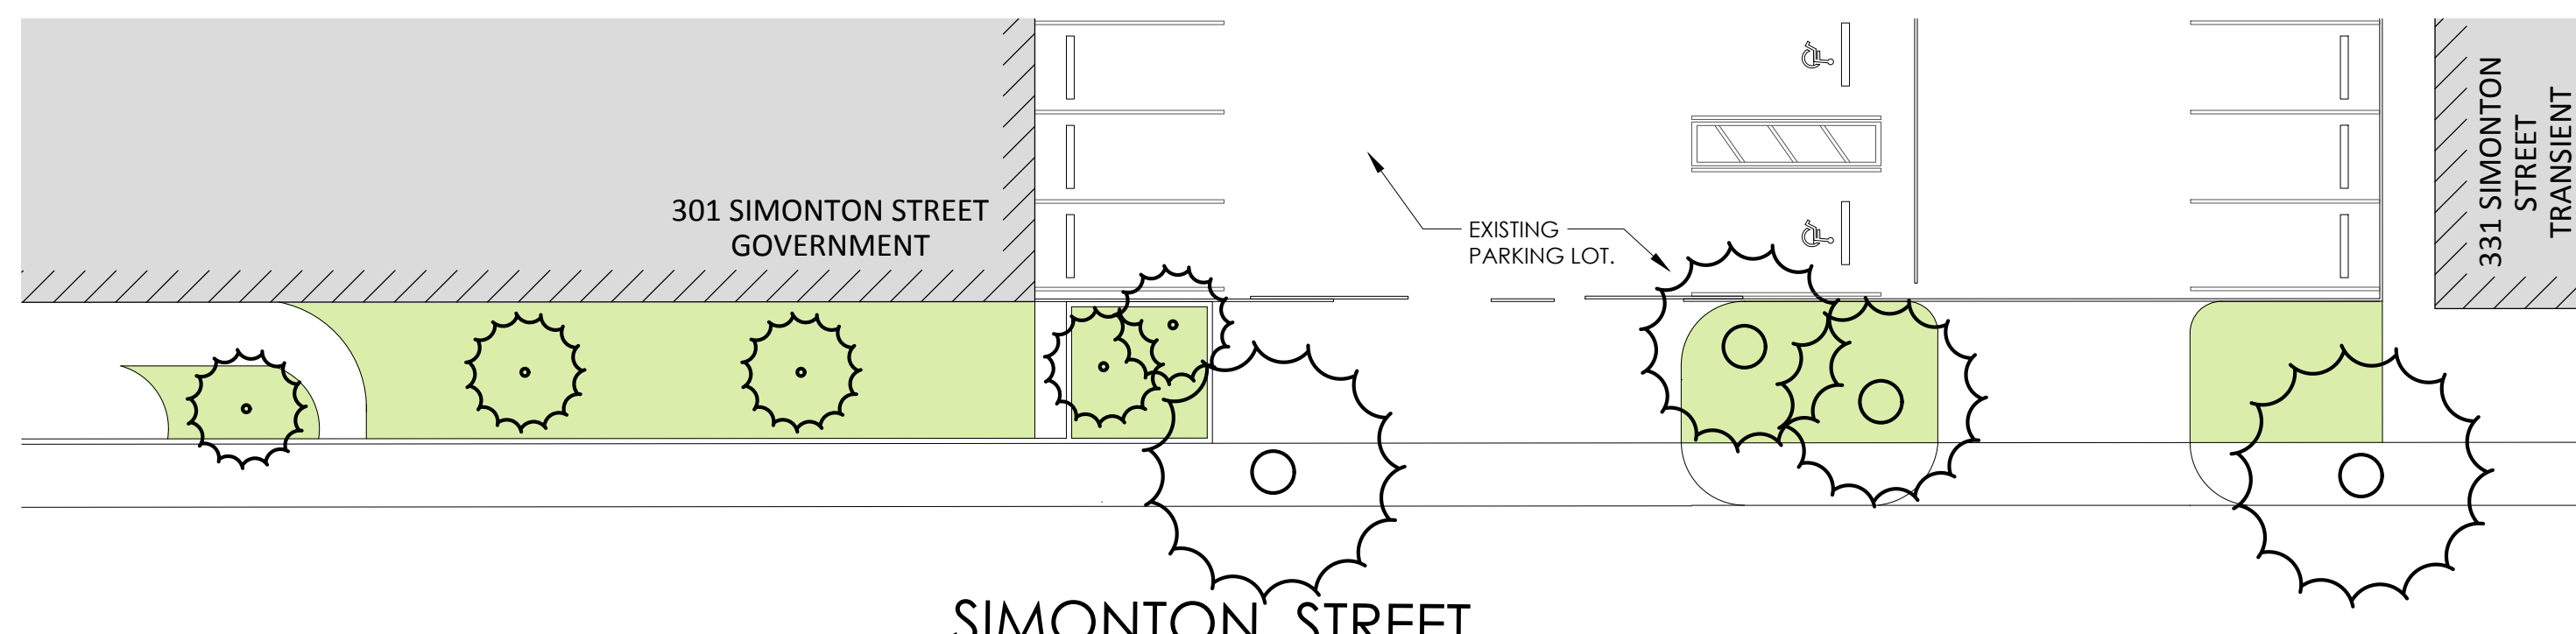 301 SIMONTON STREET
GOVERNMENT
EXISTING
PARKING LOT.
331 SIMONTON
STREET
TRANSIENT
SIMONTON STREET